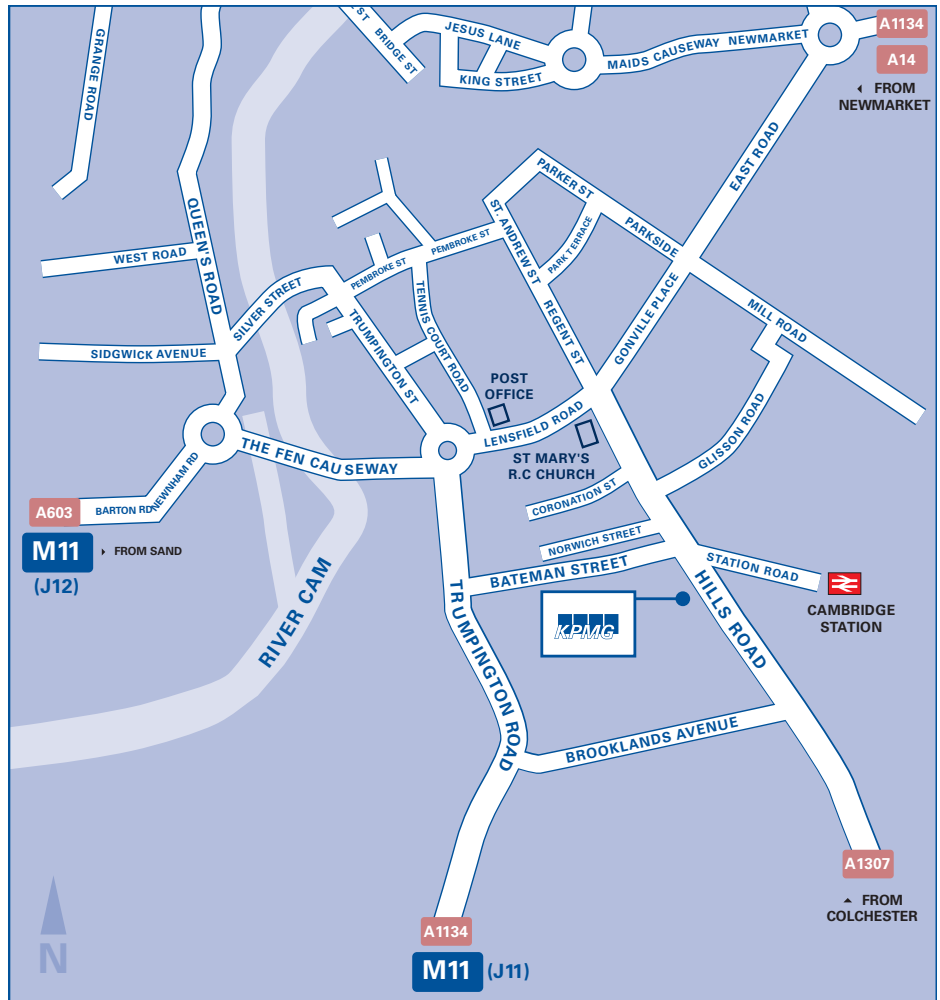 ST
BRIDGE ST
JESUS LANE
KING STREET
MAIDS CAUSEWAY NEWMARKET
A1134
A14
FROM
NEWMARKET
GRANGE ROAD
EAST ROAD
PARKER ST
PARKSIDE
QUEEN'S ROAD
ST. ANDREW ST
PARK TERRACE
WEST ROAD
PEMBROKE ST
PEMBROKE ST
SILVER STREET
TENNIS COURT ROAD
TRUMPINGTON ST
REGENT ST
GONVILLE PLACE
MILL ROAD
SIDGWICK AVENUE
POST
OFFICE
LENSFIELD ROAD
GLISSON ROAD
THE FEN CAUSEWAY
ST MARY'S
R.C CHURCH
NEWNHAM RD
BARTON RD
A603
M11
FROM SAND
(J12)
CORONATION ST
NORWICH STREET
BATEMAN STREET
STATION ROAD
CAMBRIDGE
STATION
RIVER CAM
KPMG
HILLS ROAD
TRUMPINGTON ROAD
BROOKLANDS AVENUE
A1307
FROM
COLCHESTER
N
A1134
M11 (J11)